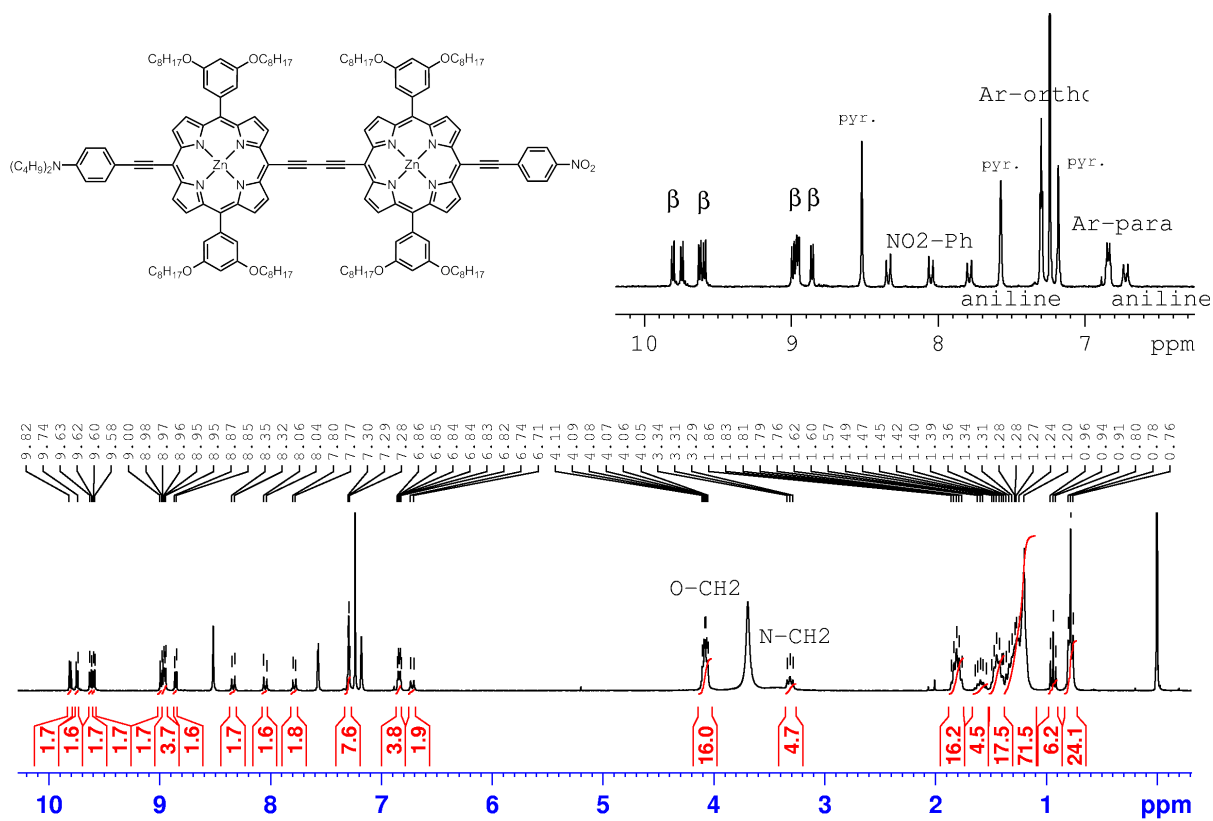 C8H17O OC8H17 C8H17O OC8H17
(C4H9)2N N N N N Zn N N N N Zn NO2
C8H17O OC8H17 C8H17O OC8H17
Ar-ortho
pyr. pyr. pyr.
β β β β
NO2-Ph Ar-para
aniline aniline
10 9 8 7 ppm
9.82 9.74 9.63 9.62 9.60 9.58 9.00 8.98 8.97 8.96 8.95 8.95 8.87 8.85 8.35 8.32 8.06 8.04 7.80 7.77 7.30 7.29 7.28 6.86 6.85 6.84 6.84 6.83 6.82 6.74 6.71 4.11 4.09 4.08 4.07 4.06 4.05 3.34 3.31 3.29 1.86 1.83 1.81 1.79 1.76 1.62 1.60 1.57 1.49 1.47 1.45 1.42 1.40 1.39 1.36 1.34 1.31 1.28 1.28 1.27 1.24 1.20 0.96 0.94 0.91 0.80 0.78 0.76
O-CH2
N-CH2
1.7 1.6 1.7 1.7 1.7 3.7 1.6 1.7 1.6 1.8 7.6 3.8 1.9 16.0 4.7 16.2 4.5 17.5 71.5 6.2 24.1
10 9 8 7 6 5 4 3 2 1 ppm